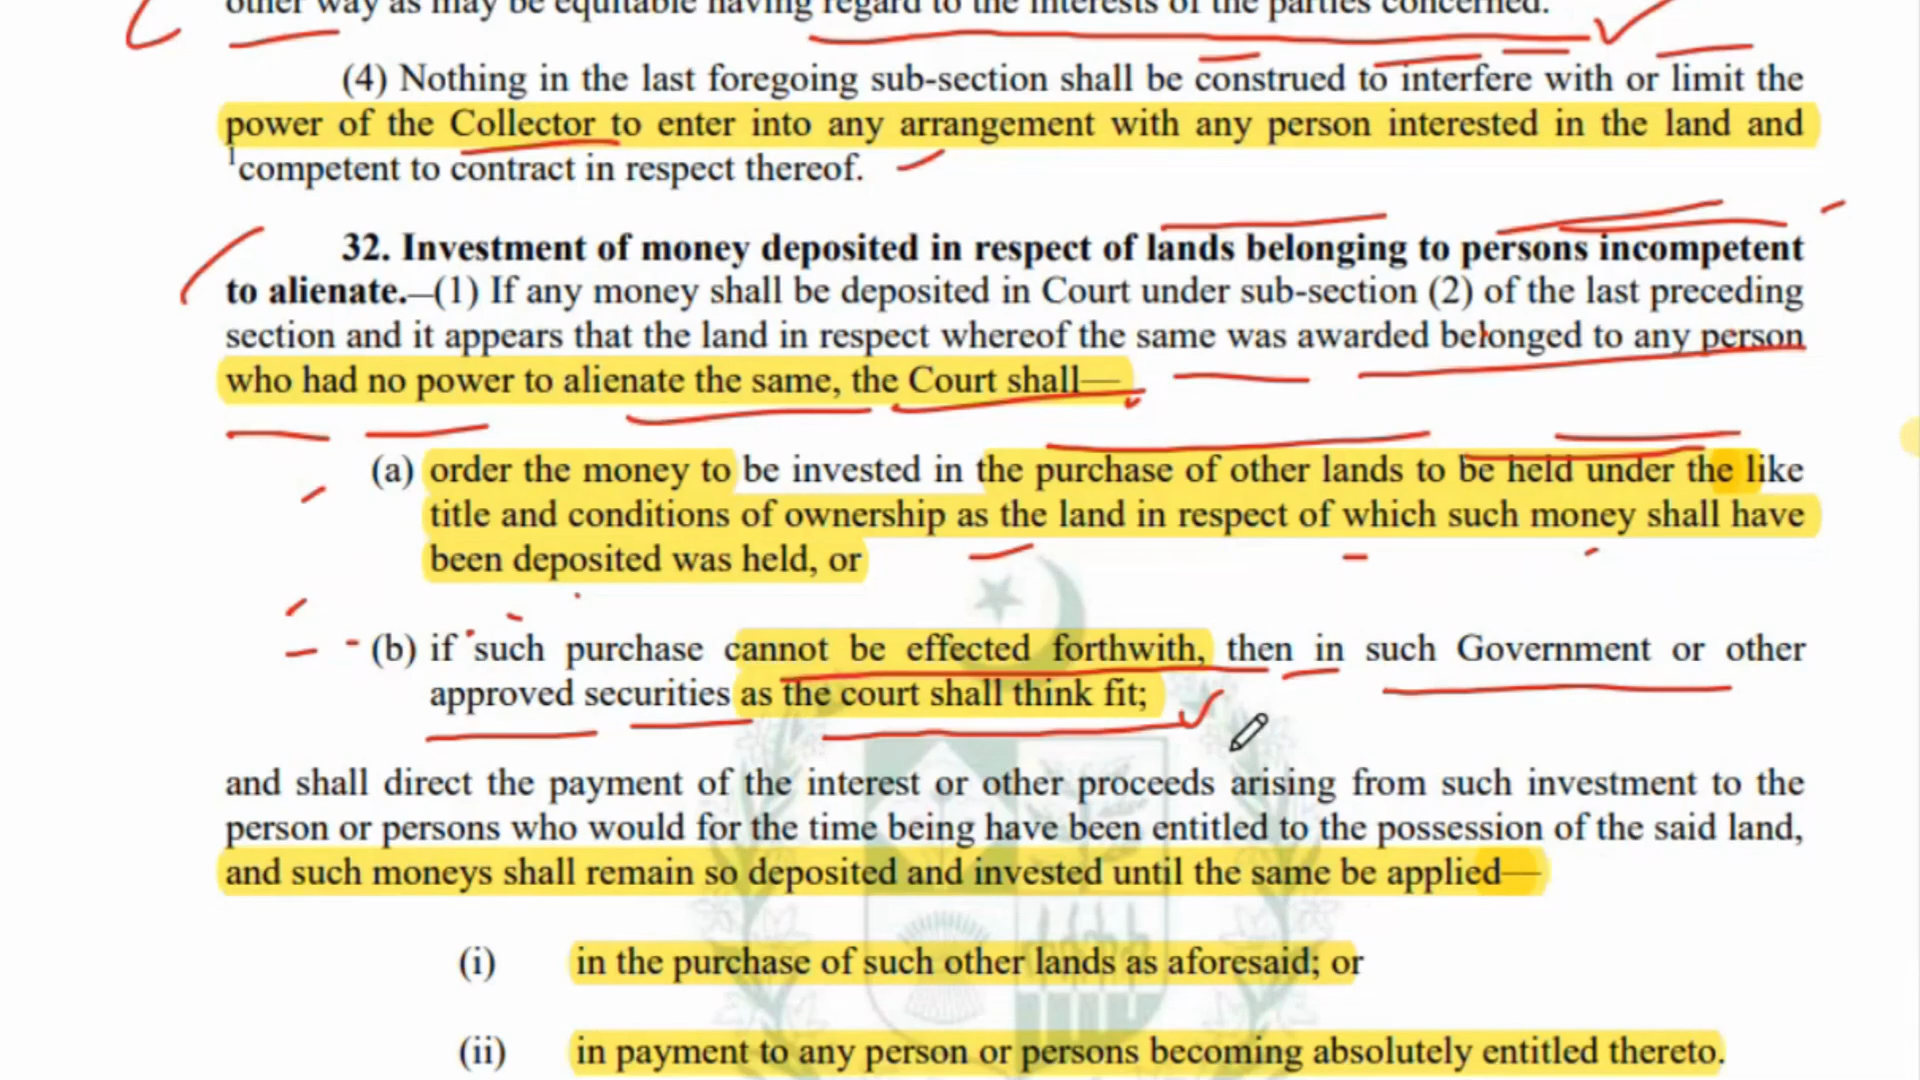 other way as may be equitable having regard to the interests of the parties concerned.
(4) Nothing in the last foregoing sub-section shall be construed to interfere with or limit the
power of the Collector to enter into any arrangement with any person interested in the land and
1competent to contract in respect thereof.
32. Investment of money deposited in respect of lands belonging to persons incompetent
to alienate.—(1) If any money shall be deposited in Court under sub-section (2) of the last preceding
section and it appears that the land in respect whereof the same was awarded belonged to any person
who had no power to alienate the same, the Court shall—
(a) order the money to be invested in the purchase of other lands to be held under the like
title and conditions of ownership as the land in respect of which such money shall have
been deposited was held, or
(b) if such purchase cannot be effected forthwith, then in such Government or other
approved securities as the court shall think fit;
and shall direct the payment of the interest or other proceeds arising from such investment to the
person or persons who would for the time being have been entitled to the possession of the said land,
and such moneys shall remain so deposited and invested until the same be applied—
(i) in the purchase of such other lands as aforesaid; or
(ii) in payment to any person or persons becoming absolutely entitled thereto.